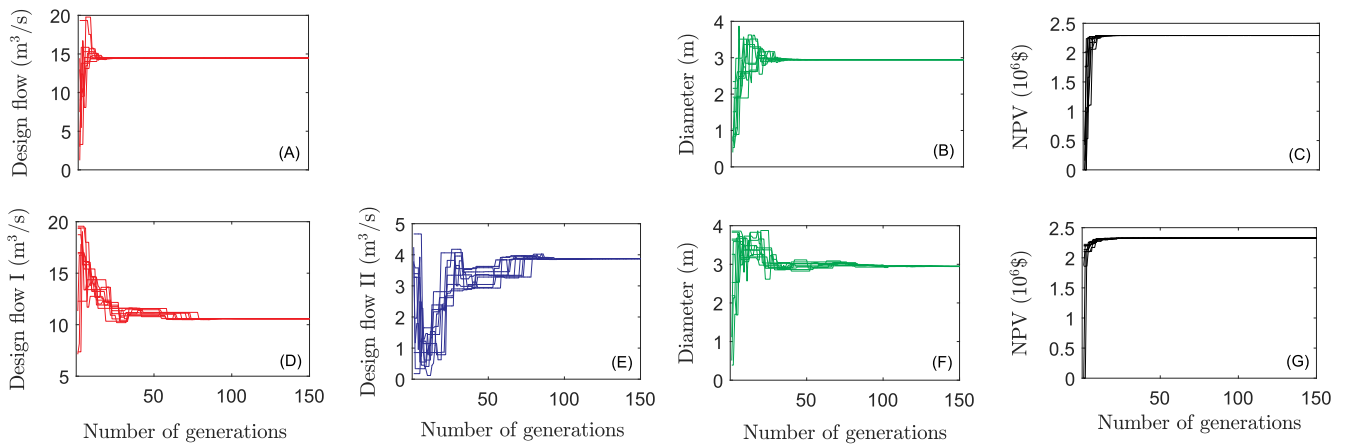 Design flow (m³/s)
20
15
10
5
0
(A)
Diameter (m)
4
3
2
1
0
(B)
NPV (10⁶$)
2.5
2
1.5
1
0.5
0
(C)
Design flow I (m³/s)
20
15
10
5
(D)
50
100
150
Number of generations
Design flow II (m³/s)
5
4
3
2
1
0
(E)
50
100
150
Number of generations
Diameter (m)
4
3
2
1
0
(F)
50
100
150
Number of generations
NPV (10⁶$)
2.5
2
1.5
1
0.5
0
(G)
50
100
150
Number of generations